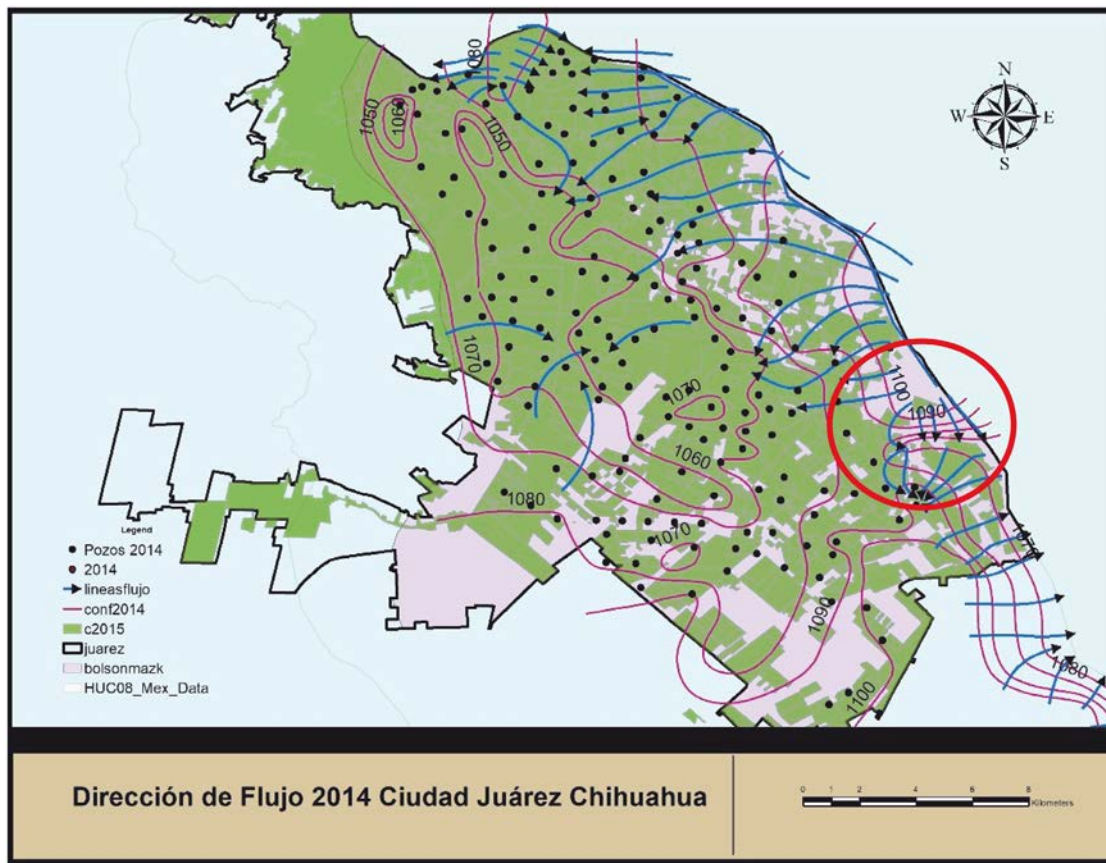 1080
1050
1060
1050
N
W E
S
1070
1100
1090
1070
1060
1080
1070
1070
1090
1080
1100
Legend
Pozos 2014
2014
lineasflujo
conf2014
c2015
juarez
bolsonmazk
HUC08_Mex_Data
Dirección de Flujo 2014 Ciudad Juárez Chihuahua
0 1 2 4 6 8
Kilometers